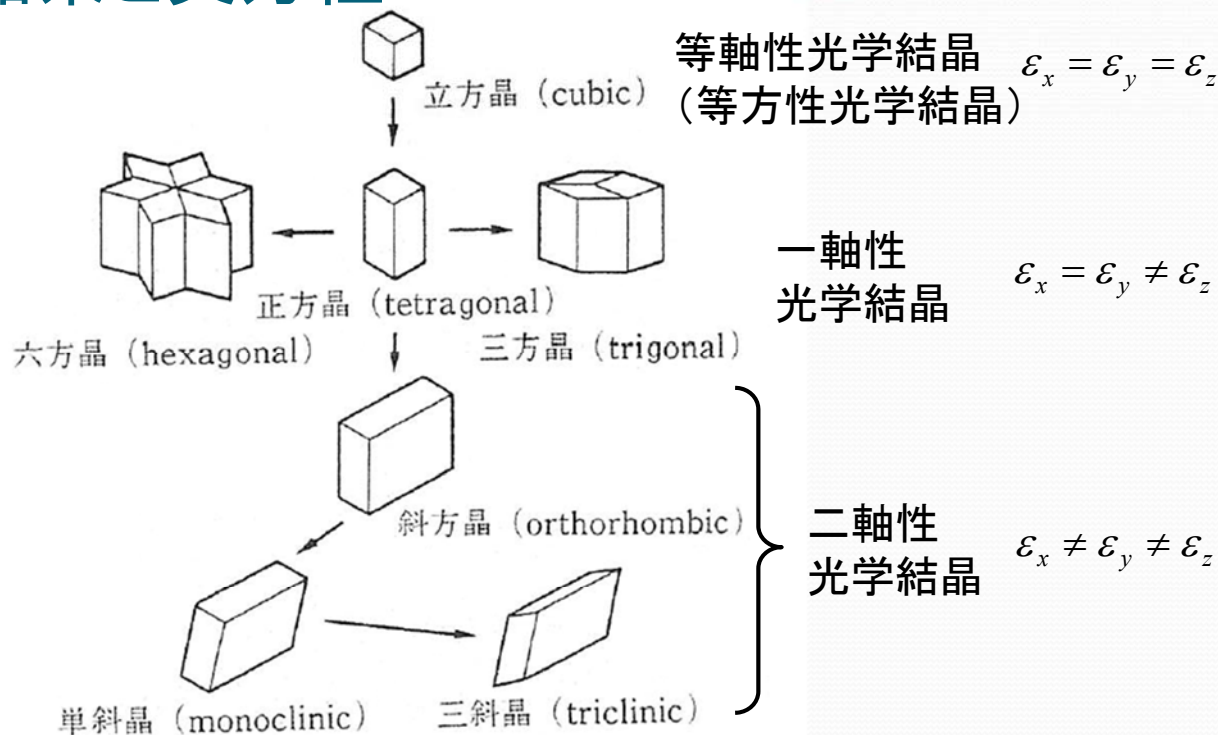 立方晶 (cubic)
等軸性光学結晶
(等方性光学結晶)
εx = εy = εz
正方晶 (tetragonal)
六方晶 (hexagonal)
三方晶 (trigonal)
一軸性
光学結晶
εx = εy ≠ εz
斜方晶 (orthorhombic)
単斜晶 (monoclinic)
三斜晶 (triclinic)
二軸性
光学結晶
εx ≠ εy ≠ εz